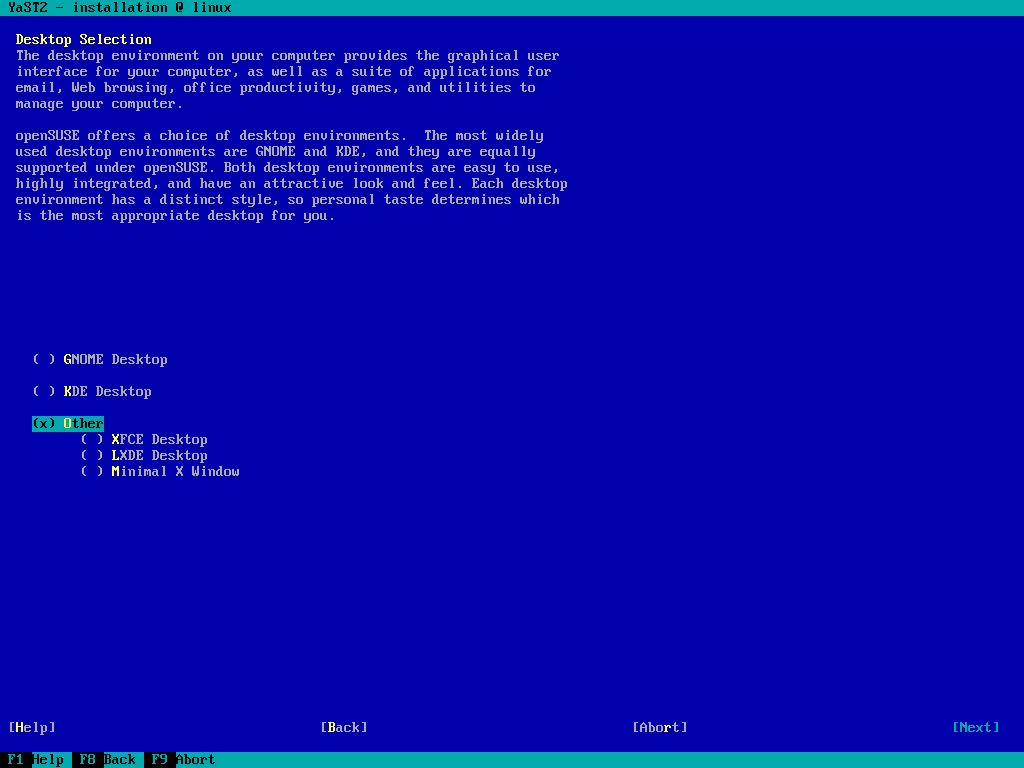 YaST2 - installation @ linux
Desktop Selection
The desktop environment on your computer provides the graphical user
interface for your computer, as well as a suite of applications for
email, Web browsing, office productivity, games, and utilities to
manage your computer.
openSUSE offers a choice of desktop environments.  The most widely
used desktop environments are GNOME and KDE, and they are equally
supported under openSUSE. Both desktop environments are easy to use,
highly integrated, and have an attractive look and feel. Each desktop
environment has a distinct style, so personal taste determines which
is the most appropriate desktop for you.
( ) GNOME Desktop
( ) KDE Desktop
(x) Other
( ) XFCE Desktop
( ) LXDE Desktop
( ) Minimal X Window
[Help] [Back] [Abort] [Next]
F1 Help F8 Back F9 Abort